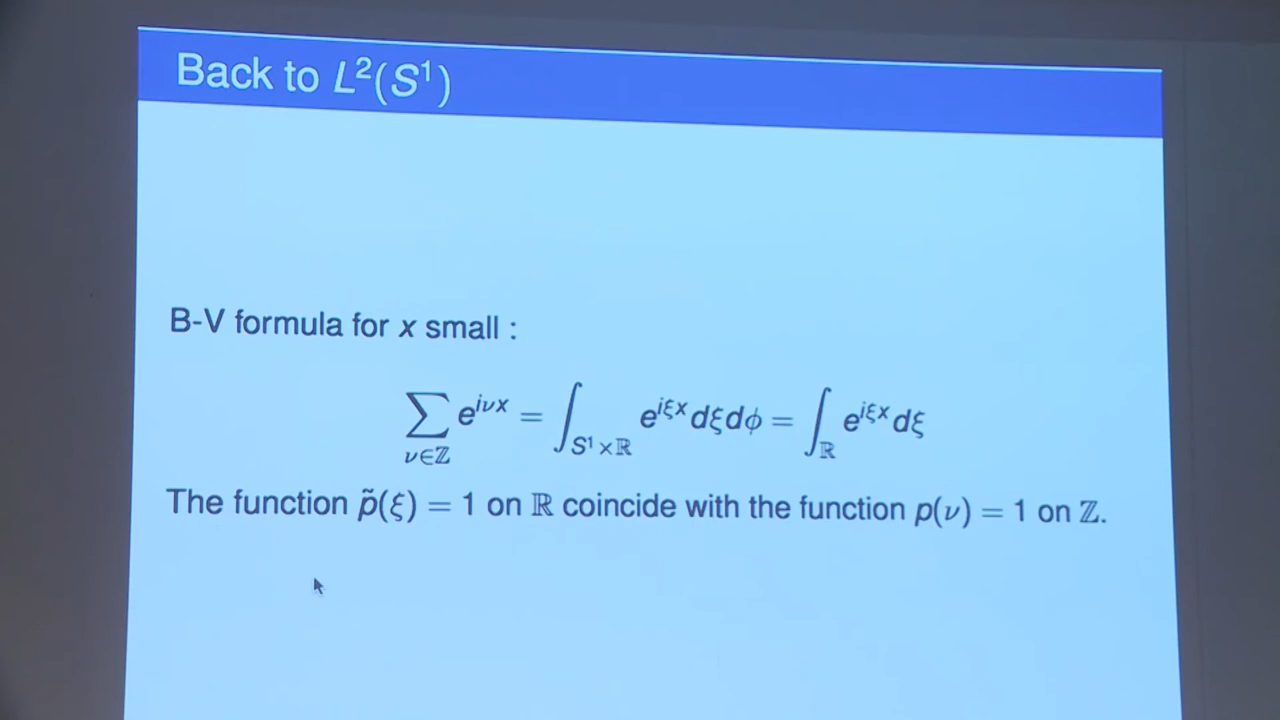 Back to L²(S¹)
B-V formula for x small :
∑_{ν∈ℤ} e^{iνx} = ∫_{S¹×ℝ} e^{iξx} dξdϕ = ∫_ℝ e^{iξx} dξ
The function p̃(ξ) = 1 on ℝ coincide with the function p(ν) = 1 on ℤ.